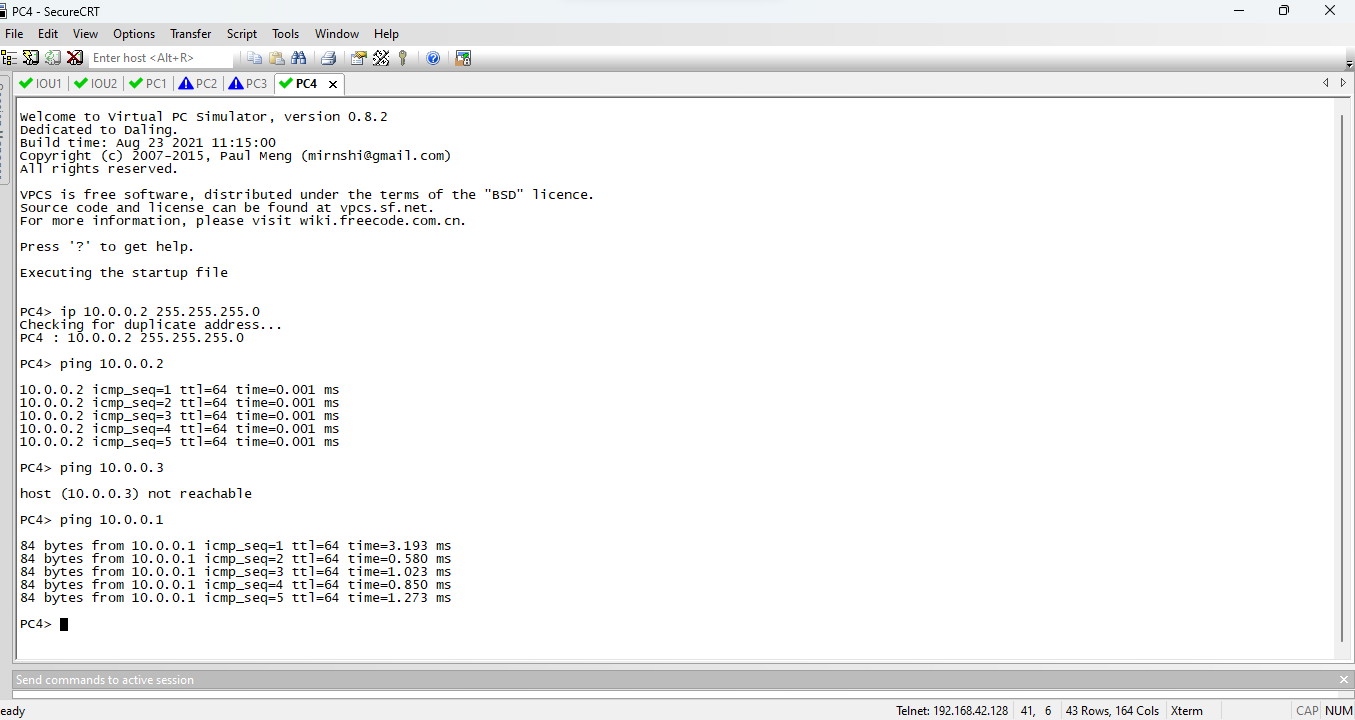 PC4 - SecureCRT
File Edit View Options Transfer Script Tools Window Help
Enter host <Alt+R>
IOU1 IOU2 PC1 PC2 PC3 PC4
Welcome to Virtual PC Simulator, version 0.8.2
Dedicated to Daling.
Build time: Aug 23 2021 11:15:00
Copyright (c) 2007-2015, Paul Meng (mirnshi@gmail.com)
All rights reserved.
VPCS is free software, distributed under the terms of the "BSD" licence.
Source code and license can be found at vpcs.sf.net.
For more information, please visit wiki.freecode.com.cn.
Press '?' to get help.
Executing the startup file
PC4> ip 10.0.0.2 255.255.255.0
Checking for duplicate address...
PC4 : 10.0.0.2 255.255.255.0
PC4> ping 10.0.0.2
10.0.0.2 icmp_seq=1 ttl=64 time=0.001 ms
10.0.0.2 icmp_seq=2 ttl=64 time=0.001 ms
10.0.0.2 icmp_seq=3 ttl=64 time=0.001 ms
10.0.0.2 icmp_seq=4 ttl=64 time=0.001 ms
10.0.0.2 icmp_seq=5 ttl=64 time=0.001 ms
PC4> ping 10.0.0.3
host (10.0.0.3) not reachable
PC4> ping 10.0.0.1
84 bytes from 10.0.0.1 icmp_seq=1 ttl=64 time=3.193 ms
84 bytes from 10.0.0.1 icmp_seq=2 ttl=64 time=0.580 ms
84 bytes from 10.0.0.1 icmp_seq=3 ttl=64 time=1.023 ms
84 bytes from 10.0.0.1 icmp_seq=4 ttl=64 time=0.850 ms
84 bytes from 10.0.0.1 icmp_seq=5 ttl=64 time=1.273 ms
PC4>
Send commands to active session
eady Telnet: 192.168.42.128 41, 6 43 Rows, 164 Cols Xterm CAP NUM